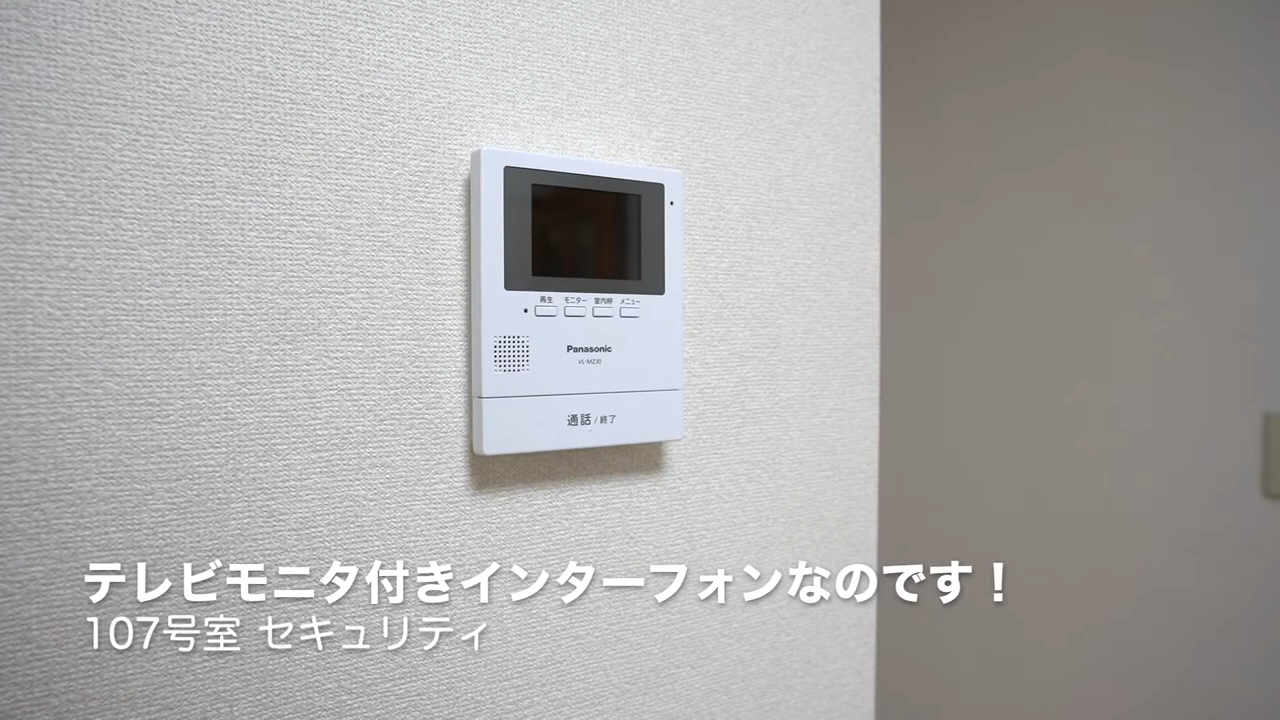 再生 モニター 室内呼 メニュー
Panasonic
VL-MZ30
通話 / 終了
テレビモニタ付きインターフォンなのです！
107号室 セキュリティ